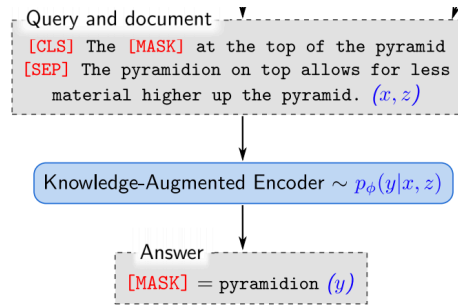 Query and document
[CLS] The [MASK] at the top of the pyramid
[SEP] The pyramidion on top allows for less
material higher up the pyramid. (x, z)
Knowledge-Augmented Encoder ∼ p_ϕ(y|x, z)
Answer
[MASK] = pyramidion (y)